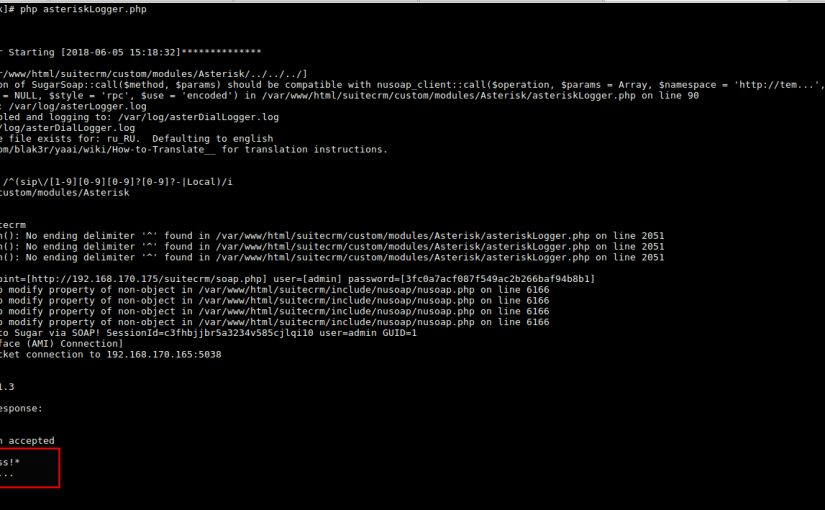 ]# php asteriskLogger.php
r Starting [2018-06-05 15:18:32]**************
r/www/html/suitecrm/custom/modules/Asterisk/../../../]
on of SugarSoap::call($method, $params) should be compatible with nusoap_client::call($operation, $params = Array, $namespace = 'http://tem...',
= NULL, $style = 'rpc', $use = 'encoded') in /var/www/html/suitecrm/custom/modules/Asterisk/asteriskLogger.php on line 90
: /var/log/asterLogger.log
bled and logging to: /var/log/asterDialLogger.log
/log/asterDialLogger.log
e file exists for: ru_RU.  Defaulting to english
om/blak3r/yaai/wiki/How-to-Translate__ for translation instructions.
/^(sip\/[1-9][0-9][0-9]?[0-9]?-|Local)/i
custom/modules/Asterisk
tecrm
h(): No ending delimiter '^' found in /var/www/html/suitecrm/custom/modules/Asterisk/asteriskLogger.php on line 2051
h(): No ending delimiter '^' found in /var/www/html/suitecrm/custom/modules/Asterisk/asteriskLogger.php on line 2051
h(): No ending delimiter '^' found in /var/www/html/suitecrm/custom/modules/Asterisk/asteriskLogger.php on line 2051
oint=[http://192.168.170.175/suitecrm/soap.php] user=[admin] password=[3fc0a7acf087f549ac2b266baf94b8b1]
o modify property of non-object in /var/www/html/suitecrm/include/nusoap/nusoap.php on line 6166
o modify property of non-object in /var/www/html/suitecrm/include/nusoap/nusoap.php on line 6166
o modify property of non-object in /var/www/html/suitecrm/include/nusoap/nusoap.php on line 6166
o modify property of non-object in /var/www/html/suitecrm/include/nusoap/nusoap.php on line 6166
to Sugar via SOAP! SessionId=c3fhbjjbr5a3234v585cjlqi10 user=admin GUID=1
face (AMI) Connection]
cket connection to 192.168.170.165:5038
1.3
esponse:
n accepted
ss!*
...